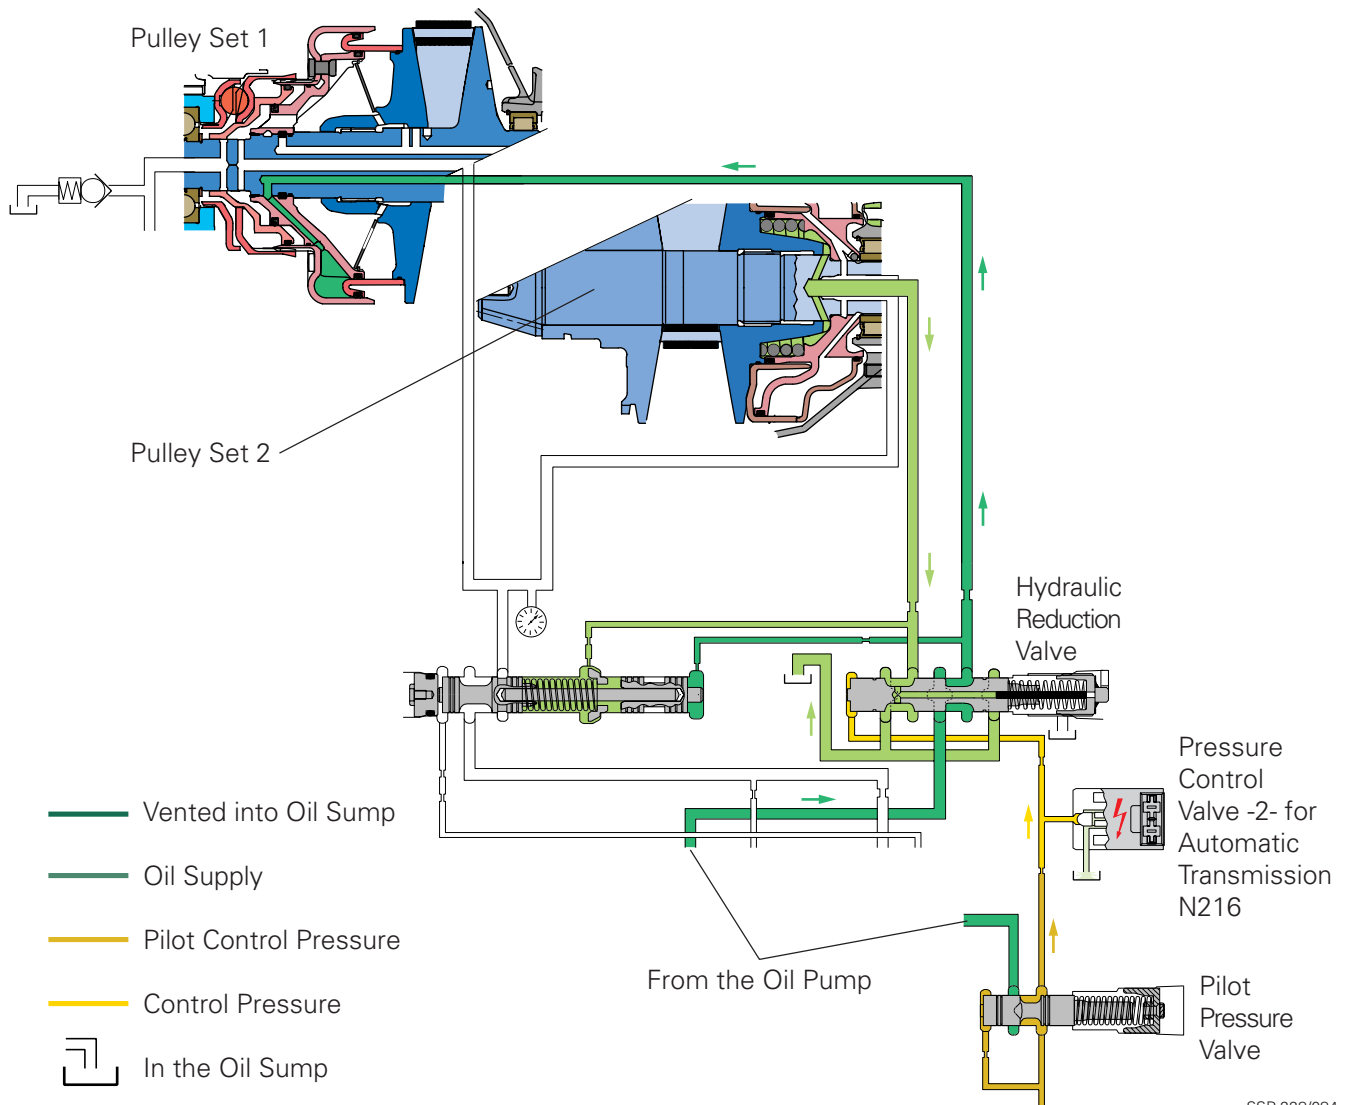 Pulley Set 1
Pulley Set 2
Hydraulic
Reduction
Valve
Pressure
Control
Valve -2- for
Automatic
Transmission
N216
Vented into Oil Sump
Oil Supply
Pilot Control Pressure
Control Pressure
In the Oil Sump
From the Oil Pump
Pilot
Pressure
Valve